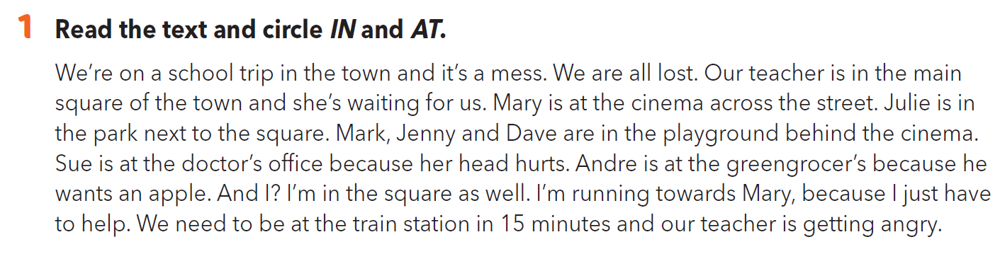 1 Read the text and circle IN and AT.
We’re on a school trip in the town and it’s a mess. We are all lost. Our teacher is in the main
square of the town and she’s waiting for us. Mary is at the cinema across the street. Julie is in
the park next to the square. Mark, Jenny and Dave are in the playground behind the cinema.
Sue is at the doctor’s office because her head hurts. Andre is at the greengrocer’s because he
wants an apple. And I? I’m in the square as well. I’m running towards Mary, because I just have
to help. We need to be at the train station in 15 minutes and our teacher is getting angry.